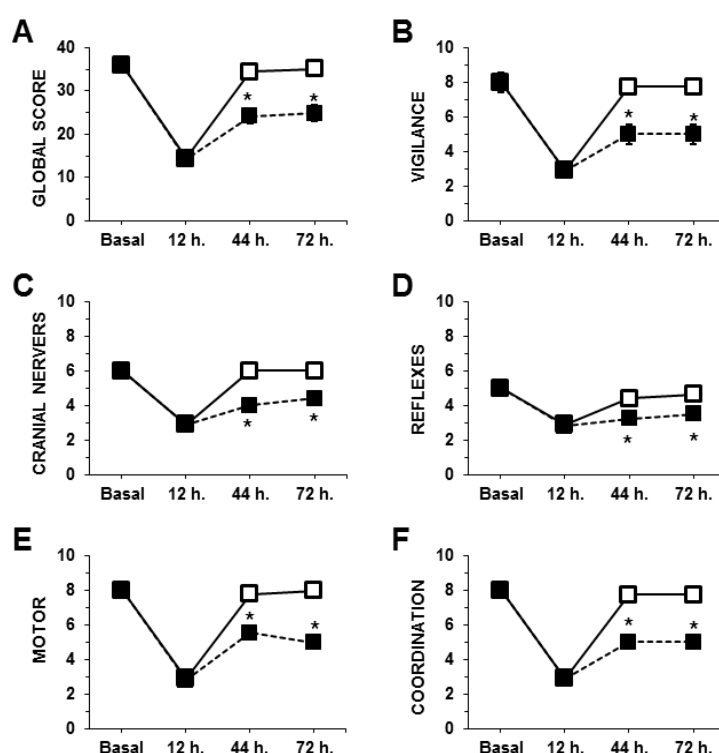 A
GLOBAL SCORE
40
30
20
10
0
Basal 12 h. 44 h. 72 h.
* *
B
VIGILANCE
10
8
6
4
2
0
Basal 12 h. 44 h. 72 h.
* *
C
CRANIAL NERVERS
10
8
6
4
2
0
Basal 12 h. 44 h. 72 h.
* *
D
REFLEXES
10
8
6
4
2
0
Basal 12 h. 44 h. 72 h.
* *
E
MOTOR
10
8
6
4
2
0
Basal 12 h. 44 h. 72 h.
* *
F
COORDINATION
10
8
6
4
2
0
Basal 12 h. 44 h. 72 h.
* *